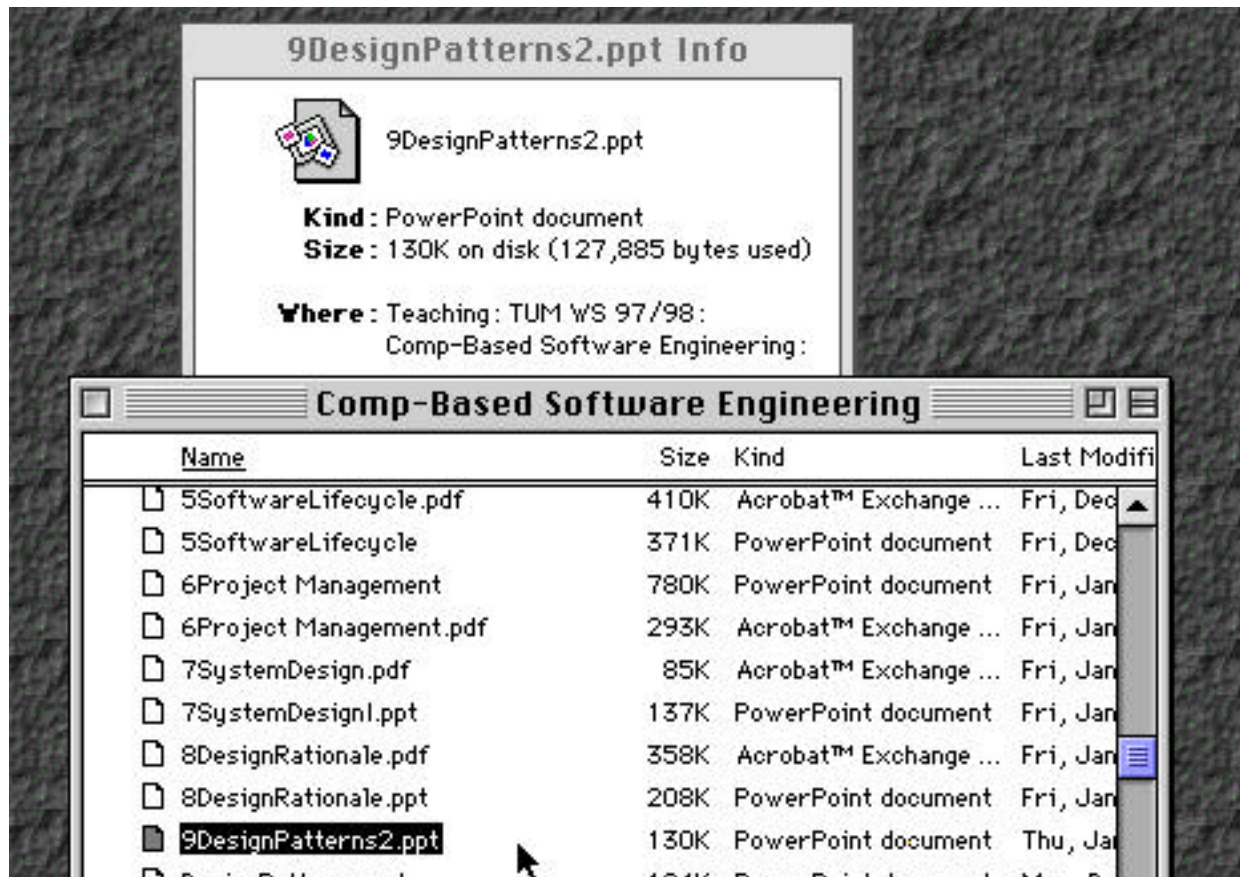 9DesignPatterns2.ppt Info
9DesignPatterns2.ppt
Kind: PowerPoint document
Size: 130K on disk (127,885 bytes used)
Where: Teaching: TUM WS 97/98:
Comp-Based Software Engineering:
Comp-Based Software Engineering
Name Size Kind Last Modifi
5SoftwareLifecycle.pdf 410K Acrobat™ Exchange ... Fri, Dec
5SoftwareLifecycle 371K PowerPoint document Fri, Dec
6Project Management 780K PowerPoint document Fri, Jan
6Project Management.pdf 293K Acrobat™ Exchange ... Fri, Jan
7SystemDesign.pdf 85K Acrobat™ Exchange ... Fri, Jan
7SystemDesignI.ppt 137K PowerPoint document Fri, Jan
8DesignRationale.pdf 358K Acrobat™ Exchange ... Fri, Jan
8DesignRationale.ppt 208K PowerPoint document Fri, Jan
9DesignPatterns2.ppt 130K PowerPoint document Thu, Jan